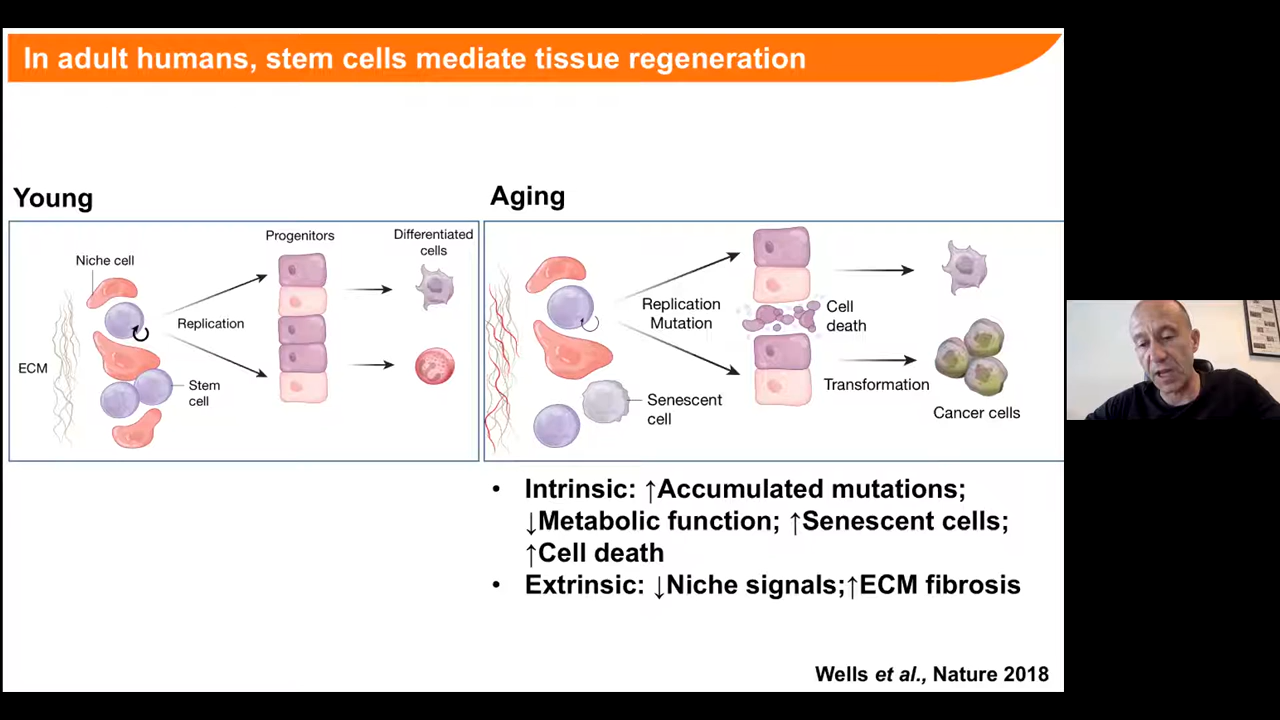 In adult humans, stem cells mediate tissue regeneration
Young
Progenitors
Differentiated
cells
Niche cell
Replication
ECM
Stem
cell
Aging
Replication
Mutation
Cell
death
Senescent
cell
Transformation
Cancer cells
• Intrinsic: ↑Accumulated mutations;
↓Metabolic function; ↑Senescent cells;
↑Cell death
• Extrinsic: ↓Niche signals;↑ECM fibrosis
Wells et al., Nature 2018